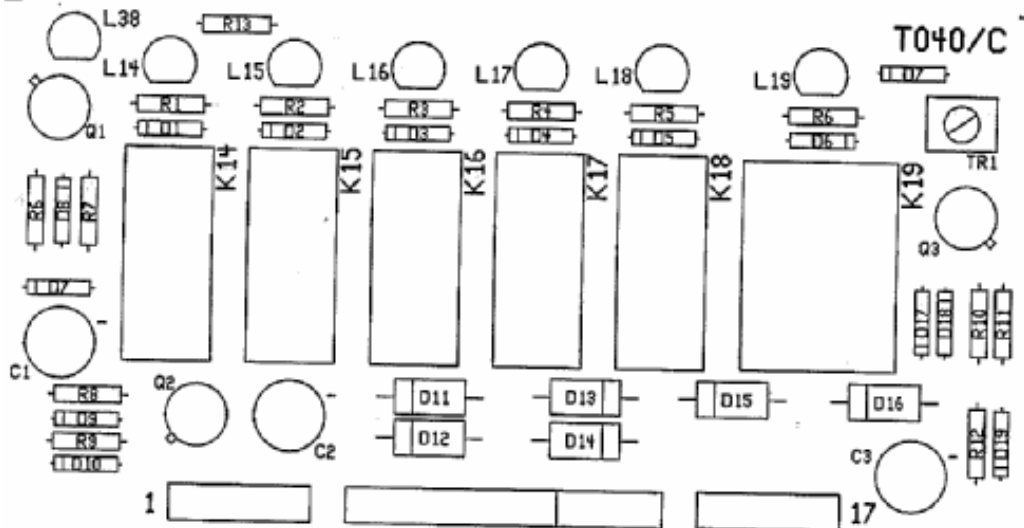 L38
R13
T040/C
L14
L15
L16
L17
L18
L19
D7
Q1
R1
R2
R3
R4
R5
R6
D1
D2
D3
D4
D5
D6
TR1
K14
K15
K16
K17
K18
K19
R6
D8
R7
Q3
D7
C1
D17
D18
R10
R11
R8
Q2
D11
D13
D15
D16
D9
R9
D10
C2
D12
D14
C3
R12
D19
1
17